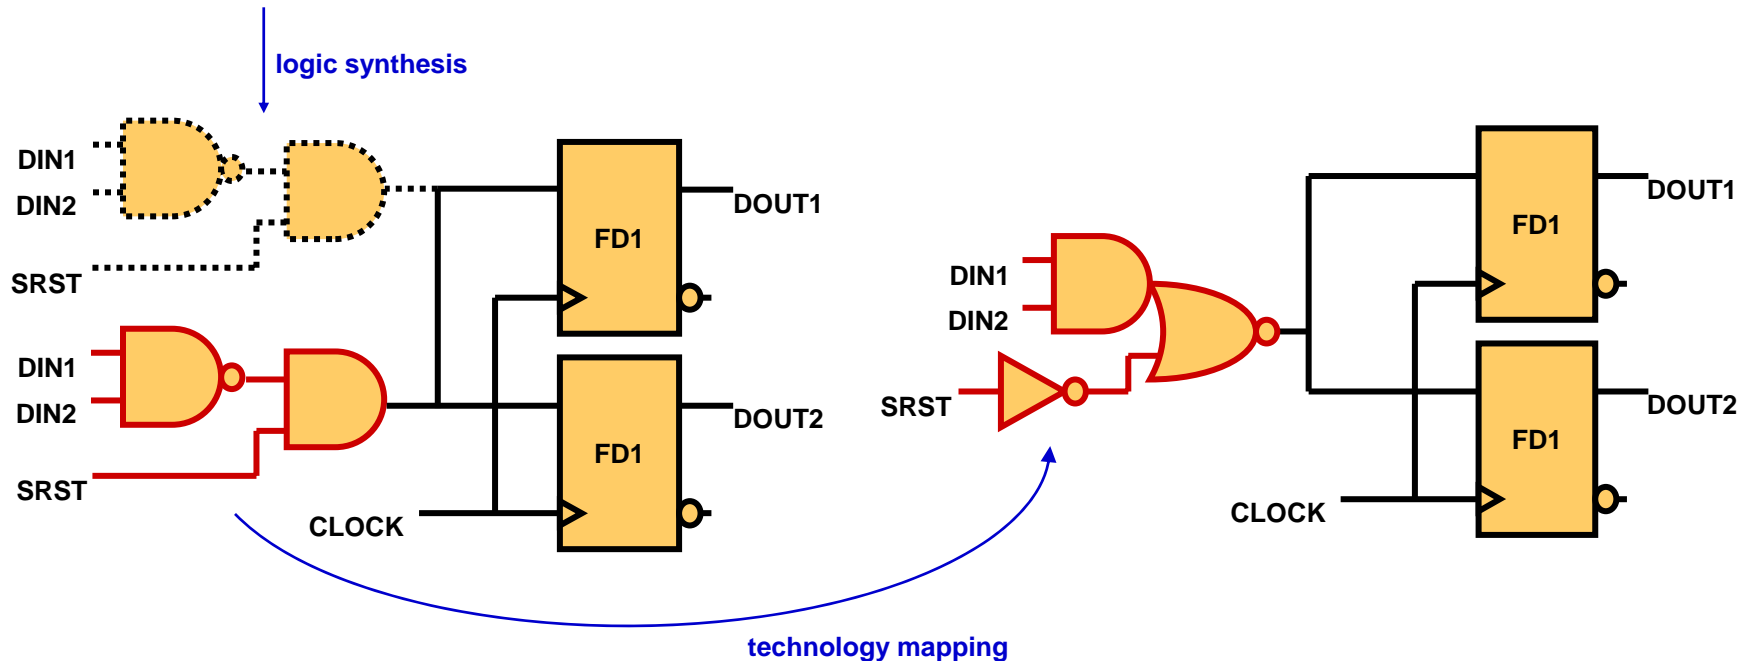 logic synthesis
DIN1
DIN2
SRST
FD1
DOUT1
DIN1
DIN2
SRST
FD1
DOUT2
CLOCK
DIN1
DIN2
SRST
FD1
DOUT1
FD1
DOUT2
CLOCK
technology mapping